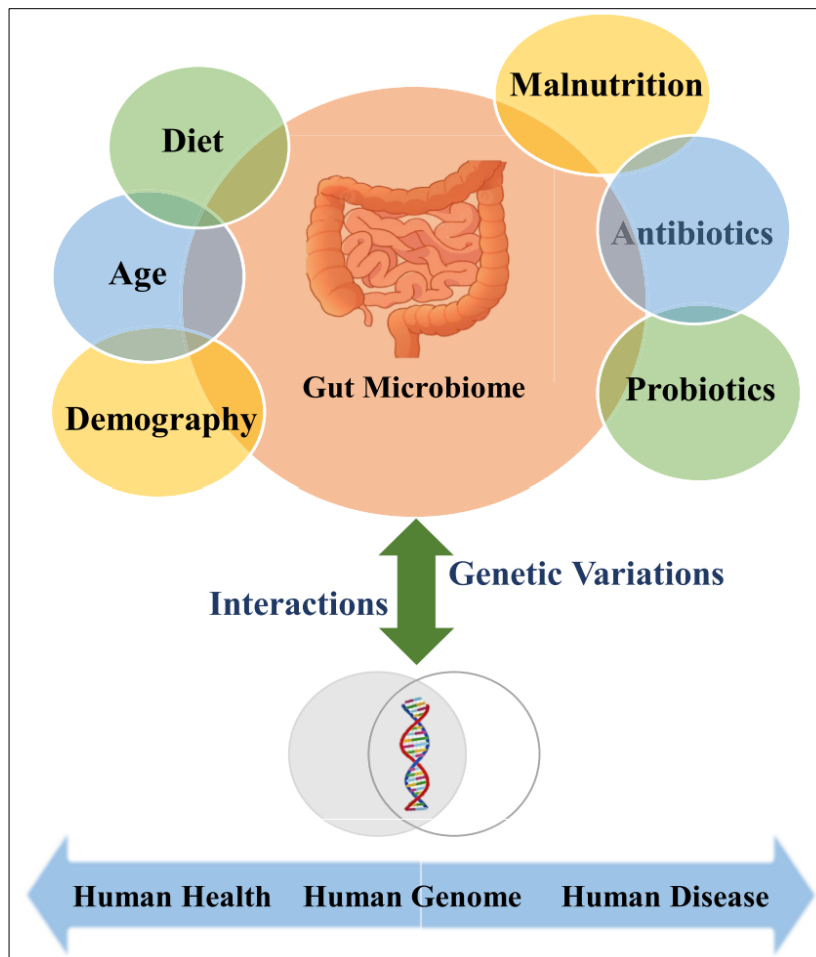 Malnutrition
Diet
Antibiotics
Age
Gut Microbiome
Probiotics
Demography
Genetic Variations
Interactions
Human Health
Human Genome
Human Disease